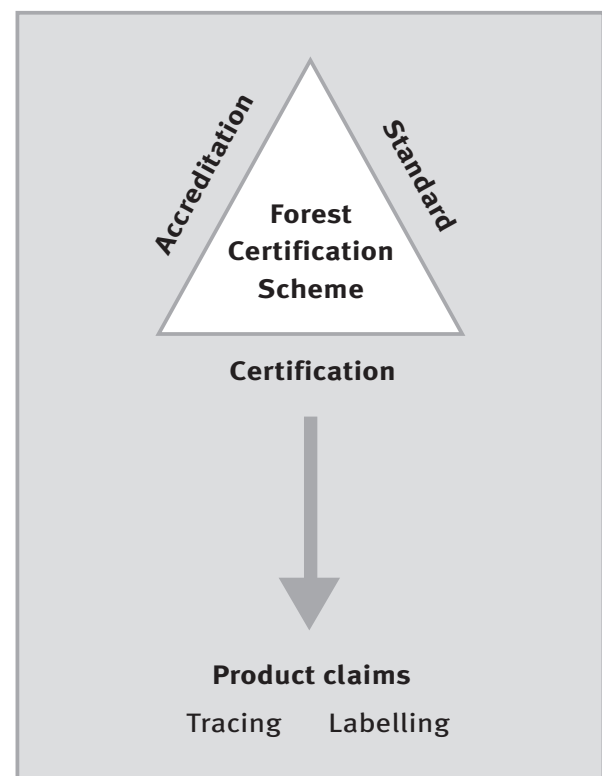 Accreditation
Standard
Forest
Certification
Scheme
Certification
Product claims
Tracing Labelling